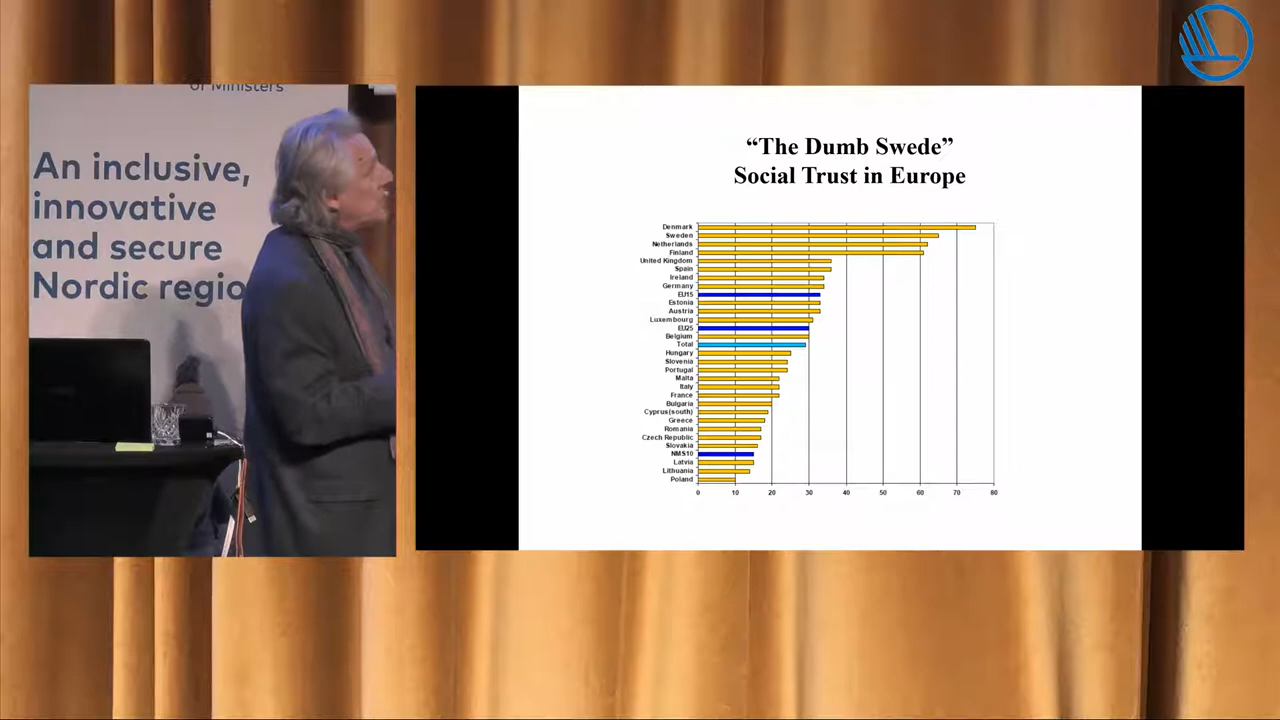 of Ministers
An inclusive,
innovative
and secure
Nordic regio
“The Dumb Swede”
Social Trust in Europe
Denmark
Sweden
Netherlands
Finland
United Kingdom
Spain
Ireland
Germany
EU15
Estonia
Austria
Luxembourg
EU25
Belgium
Total
Hungary
Slovenia
Portugal
Malta
Italy
France
Bulgaria
Cyprus(south)
Greece
Romania
Czech Republic
Slovakia
NMS10
Latvia
Lithuania
Poland
0 10 20 30 40 50 60 70 80